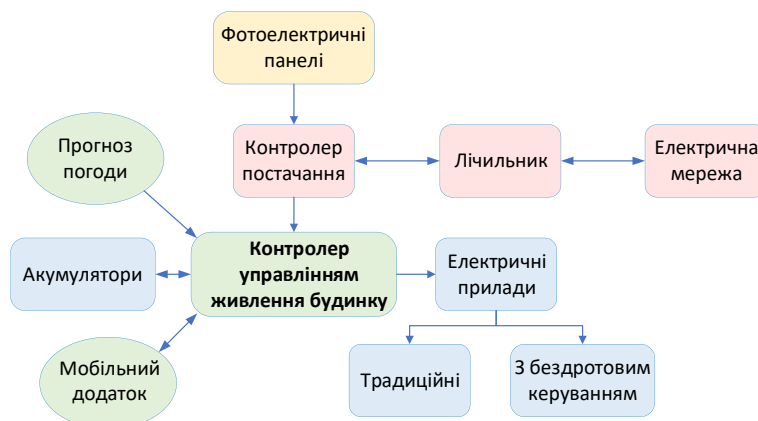 Фотоелектричні
панелі
Прогноз
погоди
Контролер
постачання
Лічильник
Електрична
мережа
Акумулятори
Контролер
управлінням
живлення будинку
Електричні
прилади
Мобільний
додаток
Традиційні
З бездротовим
керуванням